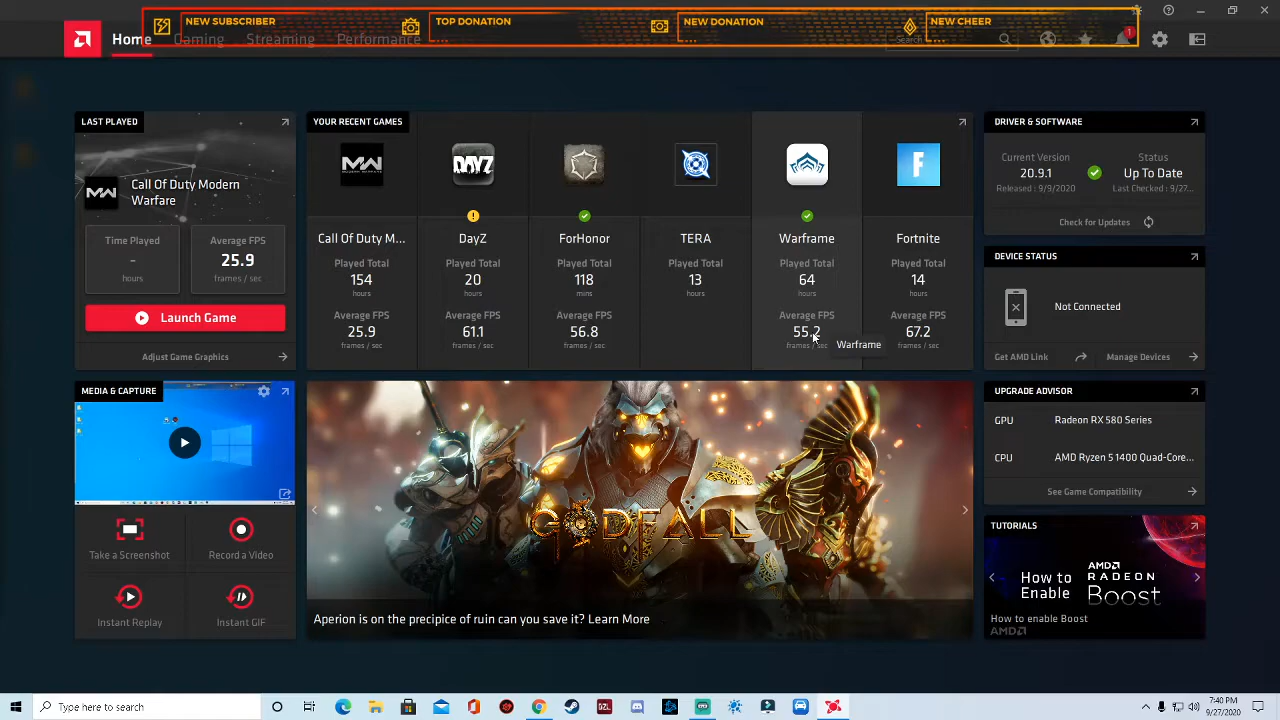 NEW SUBSCRIBER
TOP DONATION
...
NEW DONATION
...
NEW CHEER
...
Home
Gaming
Streaming
Performance
Search
1
LAST PLAYED
MW
Call Of Duty Modern
Warfare
Time Played
-
hours
Average FPS
25.9
frames / sec
Launch Game
Adjust Game Graphics
YOUR RECENT GAMES
MW
Call Of Duty M...
Played Total
154
hours
Average FPS
25.9
frames / sec
DAYZ
DayZ
Played Total
20
hours
Average FPS
61.1
frames / sec
ForHonor
Played Total
118
mins
Average FPS
56.8
frames / sec
TERA
Played Total
13
hours
Warframe
Played Total
64
hours
Average FPS
55.2
frames / sec
Warframe
F
Fortnite
Played Total
14
hours
Average FPS
67.2
frames / sec
DRIVER & SOFTWARE
Current Version
20.9.1
Released : 9/9/2020
Status
Up To Date
Last Checked : 9/27...
Check for Updates
DEVICE STATUS
Not Connected
Get AMD Link
Manage Devices
MEDIA & CAPTURE
Take a Screenshot
Record a Video
Instant Replay
Instant GIF
GODFALL
Aperion is on the precipice of ruin can you save it? Learn More
UPGRADE ADVISOR
GPU Radeon RX 580 Series
CPU AMD Ryzen 5 1400 Quad-Core...
See Game Compatibility
TUTORIALS
How to
Enable
AMD
RADEON
Boost
How to enable Boost
AMD
Type here to search
DZL
7:40 PM
9/27/2020